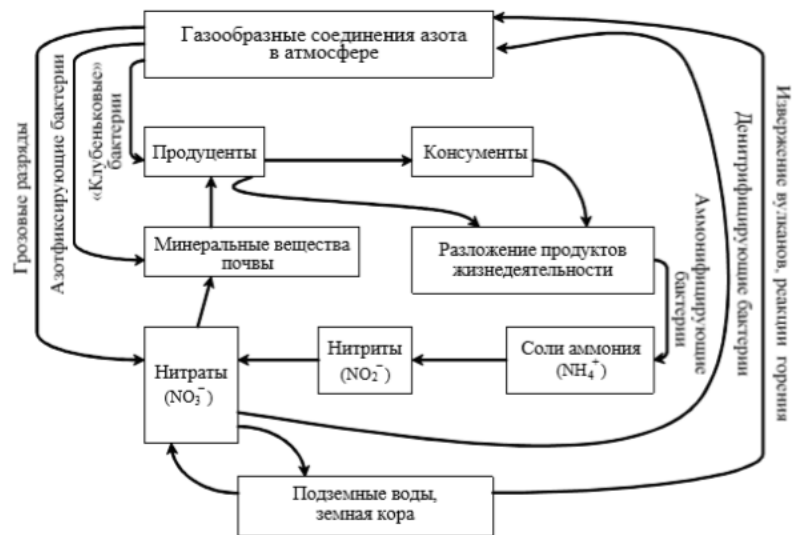 Газообразные соединения азота
в атмосфере
Грозовые разряды
Азотфиксирующие бактерии
«Клубеньковые»
бактерии
Продуценты
Консументы
Минеральные вещества
почвы
Разложение продуктов
жизнедеятельности
Аммонифицирующие
бактерии
Денитрифицирующие бактерии
Извержение вулканов, реакции горения
Нитраты
(NO₃⁻)
Нитриты
(NO₂⁻)
Соли аммония
(NH₄⁺)
Подземные воды,
земная кора